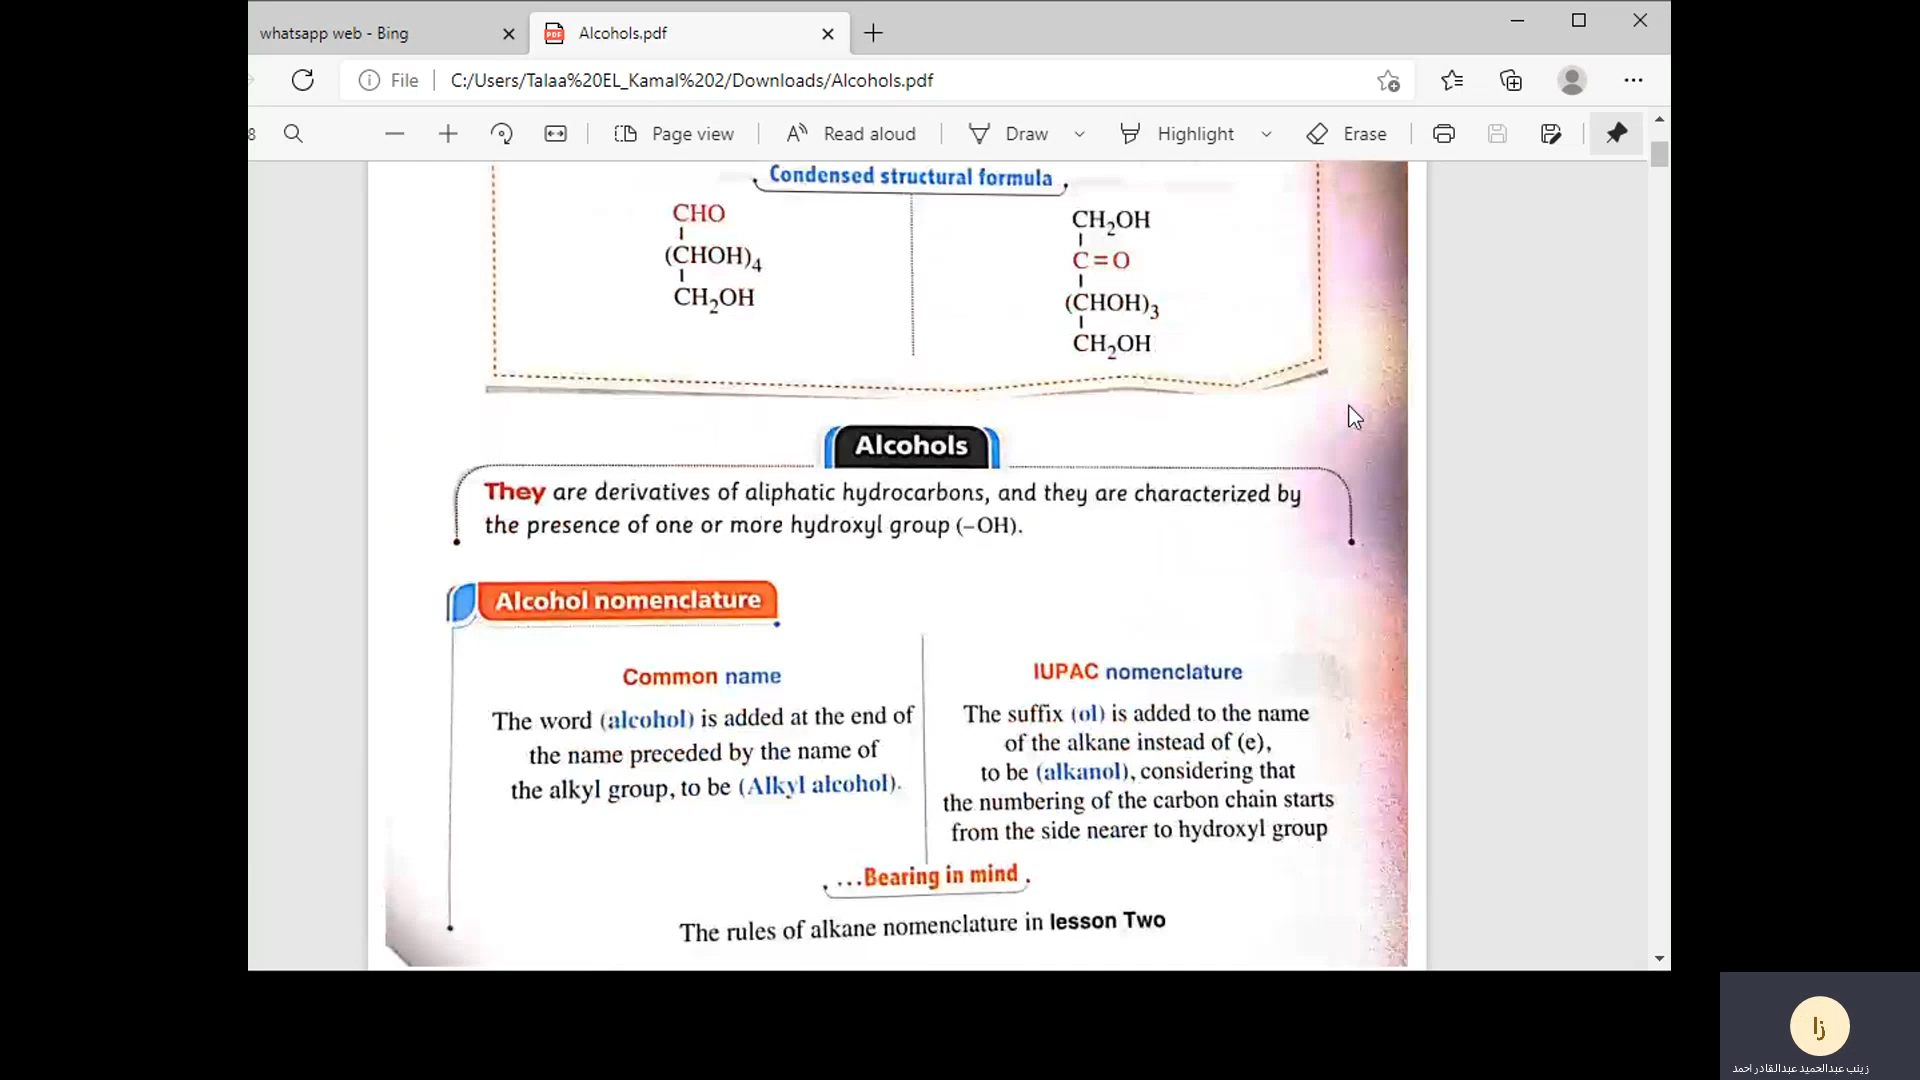 whatsapp web - Bing
Alcohols.pdf
File
C:/Users/Talaa%20EL_Kamal%202/Downloads/Alcohols.pdf
8
Page view
Read aloud
Draw
Highlight
Erase
Condensed structural formula
CHO
(CHOH)4
CH2OH
CH2OH
C=O
(CHOH)3
CH2OH
Alcohols
They are derivatives of aliphatic hydrocarbons, and they are characterized by
the presence of one or more hydroxyl group (–OH).
Alcohol nomenclature
Common name
The word (alcohol) is added at the end of
the name preceded by the name of
the alkyl group, to be (Alkyl alcohol).
IUPAC nomenclature
The suffix (ol) is added to the name
of the alkane instead of (e),
to be (alkanol), considering that
the numbering of the carbon chain starts
from the side nearer to hydroxyl group
...Bearing in mind
The rules of alkane nomenclature in lesson Two
زا
زينب عبدالحميد عبدالقادر احمد